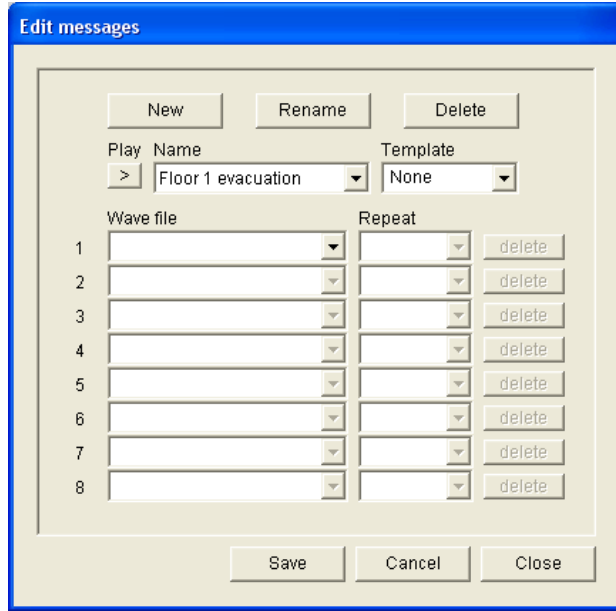 Edit messages
New Rename Delete
Play Name Template
> Floor 1 evacuation None
Wave file Repeat
1 delete
2 delete
3 delete
4 delete
5 delete
6 delete
7 delete
8 delete
Save Cancel Close